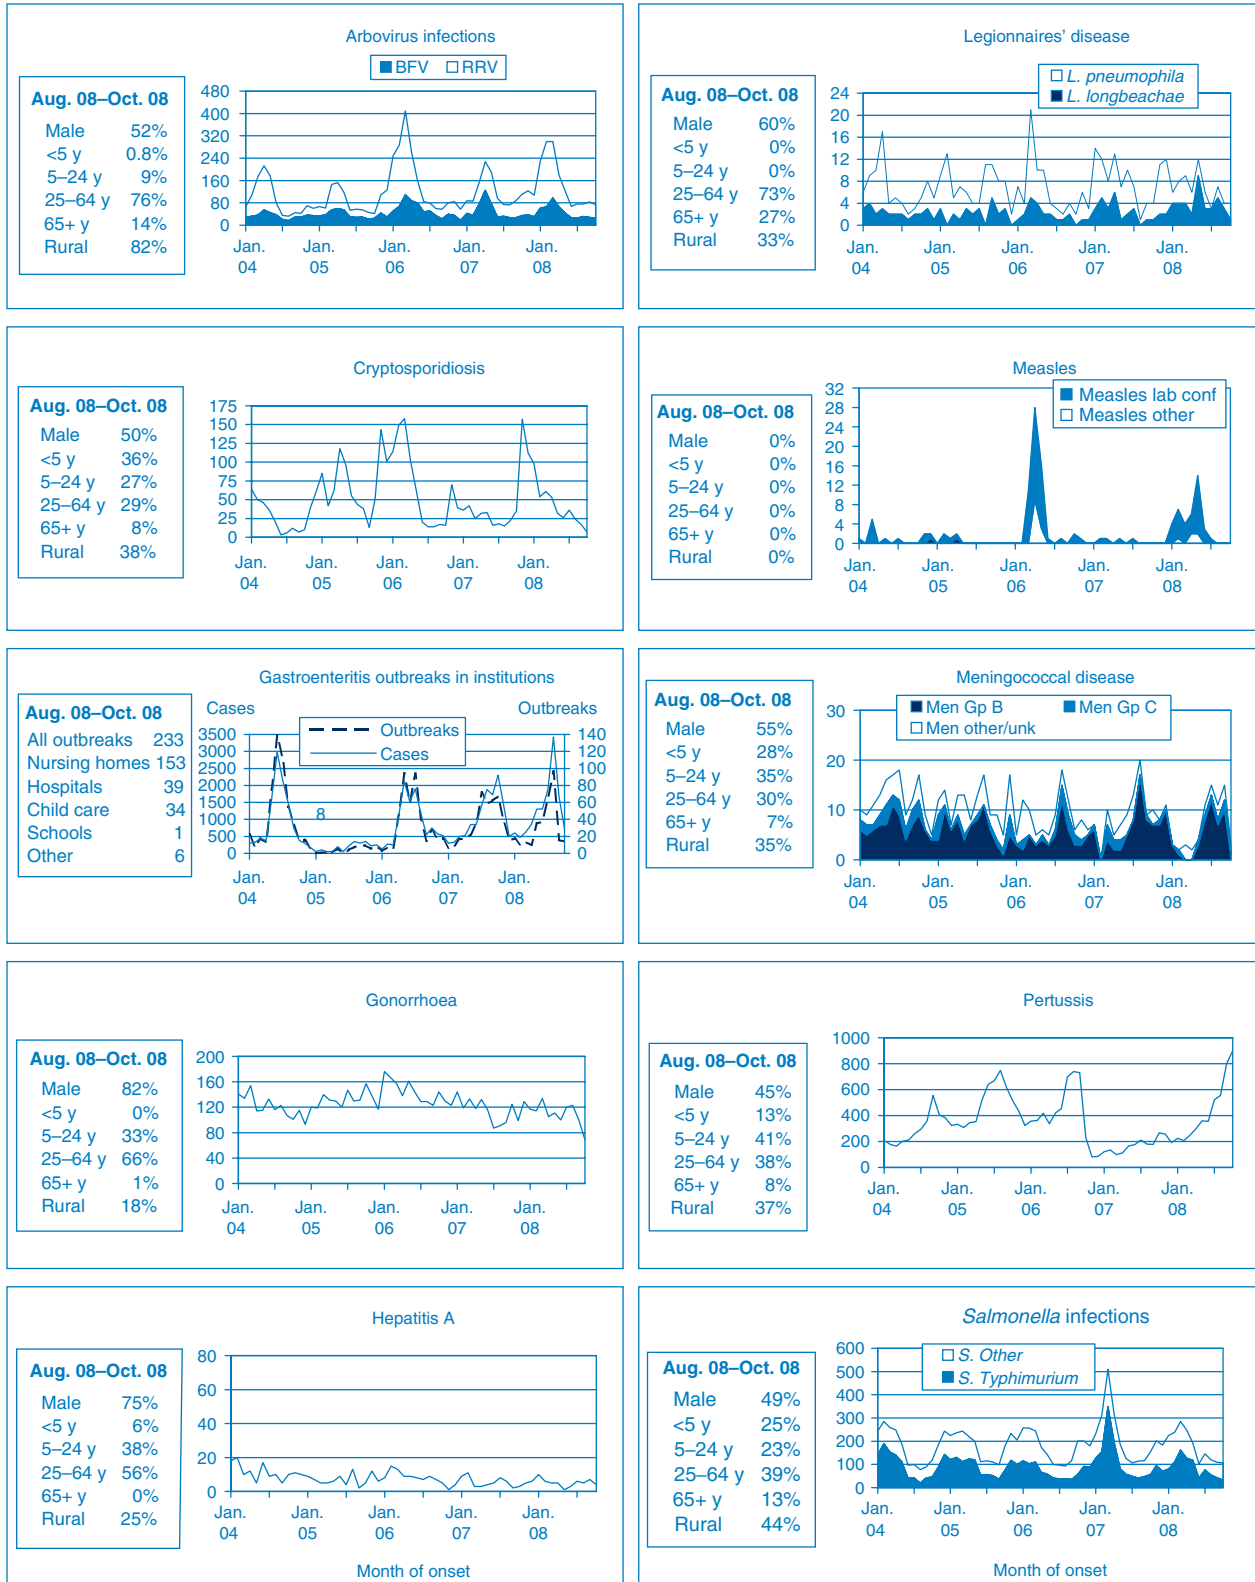 Arbovirus infections
BFV RRV
Aug. 08–Oct. 08
Male 52%
<5 y 0.8%
5–24 y 9%
25–64 y 76%
65+ y 14%
Rural 82%
480
400
320
240
160
80
0
Jan. Jan. Jan. Jan. Jan.
04 05 06 07 08
Legionnaires' disease
L. pneumophila
L. longbeachae
Aug. 08–Oct. 08
Male 60%
<5 y 0%
5–24 y 0%
25–64 y 73%
65+ y 27%
Rural 33%
24
20
16
12
8
4
0
Jan. Jan. Jan. Jan. Jan.
04 05 06 07 08
Cryptosporidiosis
Aug. 08–Oct. 08
Male 50%
<5 y 36%
5–24 y 27%
25–64 y 29%
65+ y 8%
Rural 38%
175
150
125
100
75
50
25
0
Jan. Jan. Jan. Jan. Jan.
04 05 06 07 08
Measles
Measles lab conf
Measles other
Aug. 08–Oct. 08
Male 0%
<5 y 0%
5–24 y 0%
25–64 y 0%
65+ y 0%
Rural 0%
32
28
24
20
16
12
8
4
0
Jan. Jan. Jan. Jan. Jan.
04 05 06 07 08
Gastroenteritis outbreaks in institutions
Cases Outbreaks
Outbreaks
Cases
Aug. 08–Oct. 08
All outbreaks 233
Nursing homes 153
Hospitals 39
Child care 34
Schools 1
Other 6
3500 140
3000 120
2500 100
2000 80
1500 60
1000 40
500 20
0 0
8
Jan. Jan. Jan. Jan. Jan.
04 05 06 07 08
Meningococcal disease
Men Gp B Men Gp C
Men other/unk
Aug. 08–Oct. 08
Male 55%
<5 y 28%
5–24 y 35%
25–64 y 30%
65+ y 7%
Rural 35%
30
20
10
0
Jan. Jan. Jan. Jan. Jan.
04 05 06 07 08
Gonorrhoea
Aug. 08–Oct. 08
Male 82%
<5 y 0%
5–24 y 33%
25–64 y 66%
65+ y 1%
Rural 18%
200
160
120
80
40
0
Jan. Jan. Jan. Jan. Jan.
04 05 06 07 08
Pertussis
Aug. 08–Oct. 08
Male 45%
<5 y 13%
5–24 y 41%
25–64 y 38%
65+ y 8%
Rural 37%
1000
800
600
400
200
0
Jan. Jan. Jan. Jan. Jan.
04 05 06 07 08
Hepatitis A
Aug. 08–Oct. 08
Male 75%
<5 y 6%
5–24 y 38%
25–64 y 56%
65+ y 0%
Rural 25%
80
60
40
20
0
Jan. Jan. Jan. Jan. Jan.
04 05 06 07 08
Month of onset
Salmonella infections
S. Other
S. Typhimurium
Aug. 08–Oct. 08
Male 49%
<5 y 25%
5–24 y 23%
25–64 y 39%
65+ y 13%
Rural 44%
600
500
400
300
200
100
0
Jan. Jan. Jan. Jan. Jan.
04 05 06 07 08
Month of onset